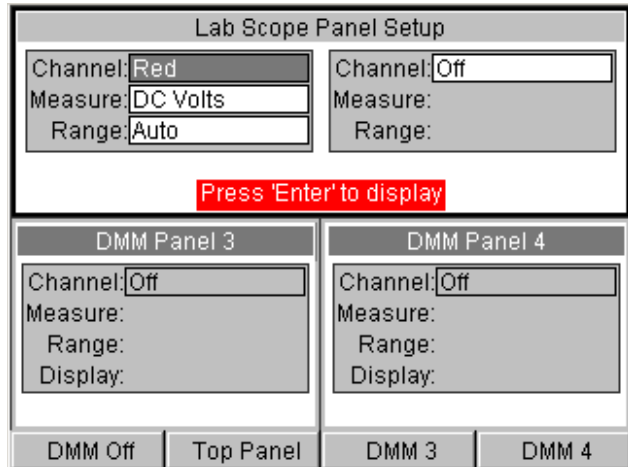 Lab Scope Panel Setup
Channel: Red
Measure: DC Volts
Range: Auto
Channel: Off
Measure:
Range:
Press 'Enter' to display
DMM Panel 3
Channel: Off
Measure:
Range:
Display:
DMM Panel 4
Channel: Off
Measure:
Range:
Display:
DMM Off
Top Panel
DMM 3
DMM 4